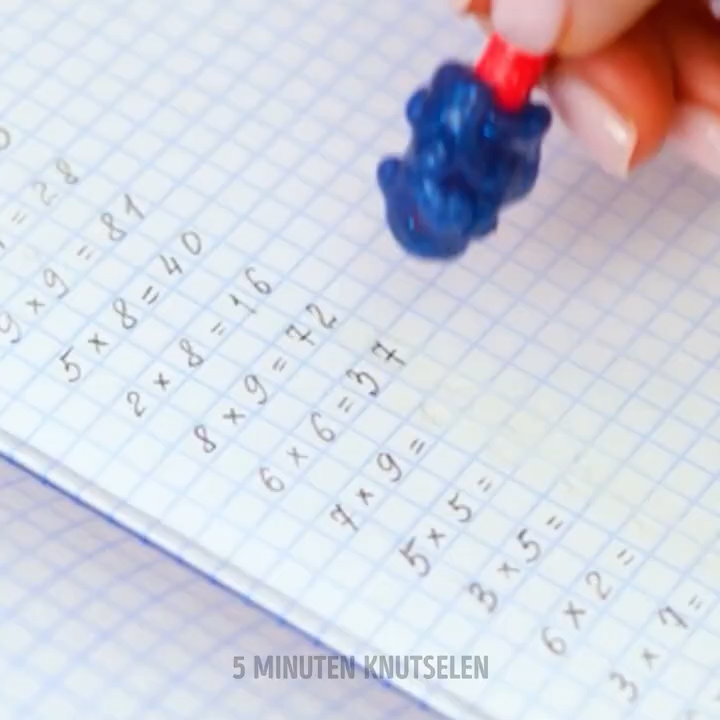 = 28
9 × 9 = 81
5 × 8 = 40
2 × 8 = 16
8 × 9 = 72
6 × 6 = 37
7 × 9 =
5 × 5 =
3 × 5 =
6 × 2 =
3 × 7 =
5 MINUTEN KNUTSELEN